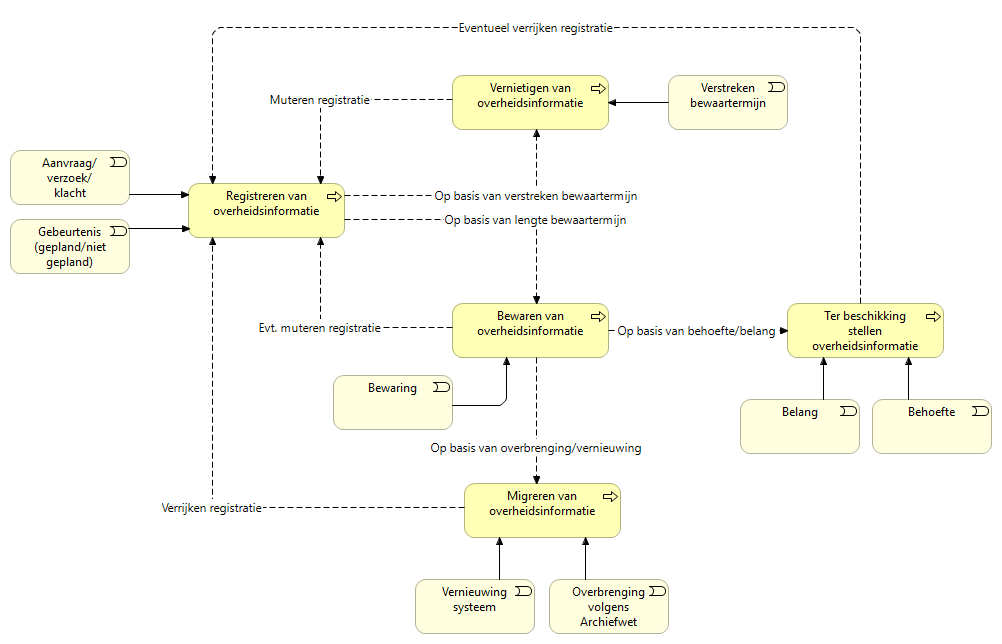 Eventueel verrijken registratie
Vernietigen van
overheidsinformatie
Verstreken
bewaartermijn
Muteren registratie
Aanvraag/
verzoek/
klacht
Registreren van
overheidsinformatie
Op basis van verstreken bewaartermijn
Op basis van lengte bewaartermijn
Gebeurtenis
(gepland/niet
gepland)
Evt. muteren registratie
Bewaren van
overheidsinformatie
Op basis van behoefte/belang
Ter beschikking
stellen
overheidsinformatie
Bewaring
Belang
Behoefte
Op basis van overbrenging/vernieuwing
Verrijken registratie
Migreren van
overheidsinformatie
Vernieuwing
systeem
Overbrenging
volgens
Archiefwet